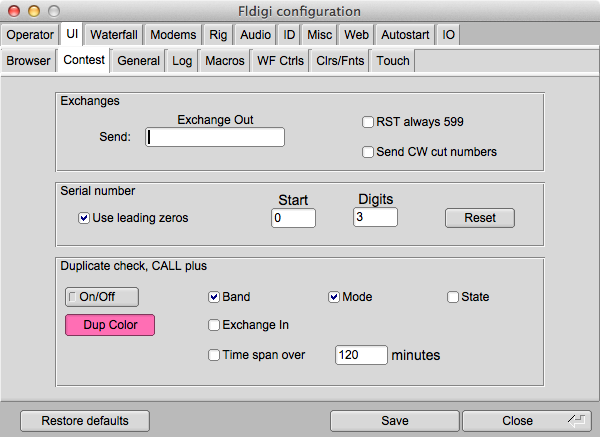 Fldigi configuration
Operator UI Waterfall Modems Rig Audio ID Misc Web Autostart IO
Browser Contest General Log Macros WF Ctrls Clrs/Fnts Touch
Exchanges
Exchange Out
RST always 599
Send:
Send CW cut numbers
Serial number
Start Digits
Use leading zeros 0 3 Reset
Duplicate check, CALL plus
On/Off Band Mode State
Dup Color Exchange In
Time span over 120 minutes
Restore defaults Save Close